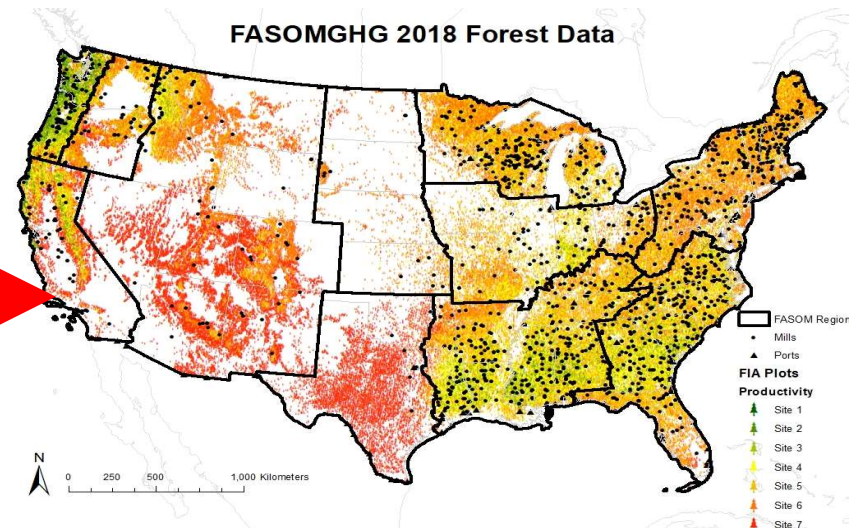 FASOMGHG 2018 Forest Data
FASOM Region
Mills
Ports
FIA Plots
Productivity
Site 1
Site 2
Site 3
Site 4
Site 5
Site 6
Site 7
N
0 250 500 1,000 Kilometers